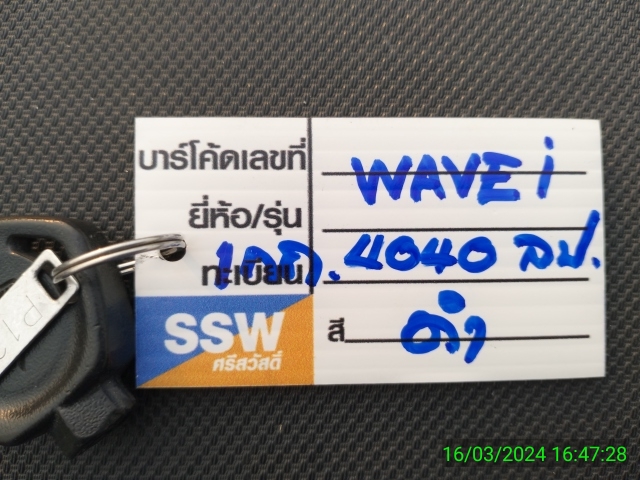 บาร์โค้ดเลขที่
WAVE i
ยี่ห้อ/รุ่น
ทะเบียน 1กฎ. 4040 ลป.
SSW
ศรีสวัสดิ์
สี ดำ
16/03/2024 16:47:28